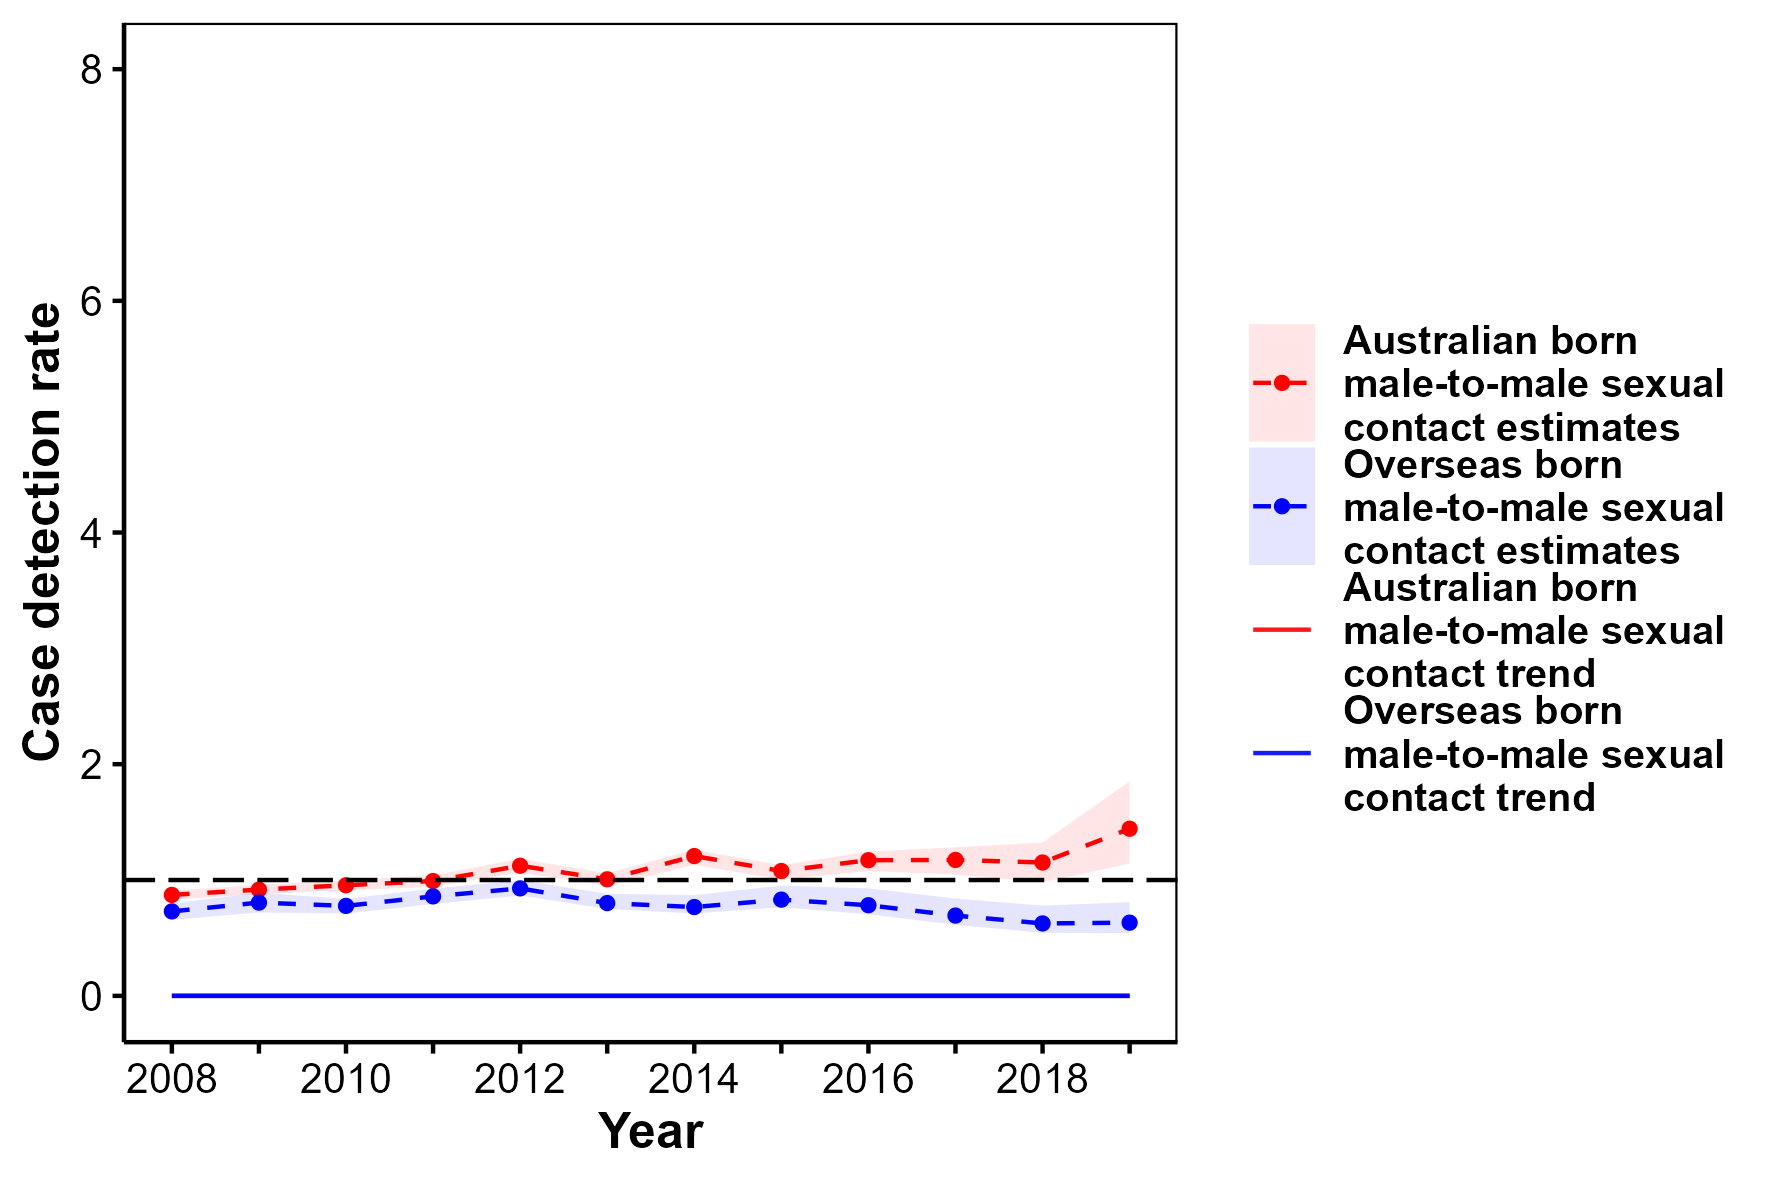 8
6
4
2
0
Case detection rate
2008 2010 2012 2014 2016 2018
Year
Australian born
male-to-male sexual
contact estimates
Overseas born
male-to-male sexual
contact estimates
Australian born
male-to-male sexual
contact trend
Overseas born
male-to-male sexual
contact trend